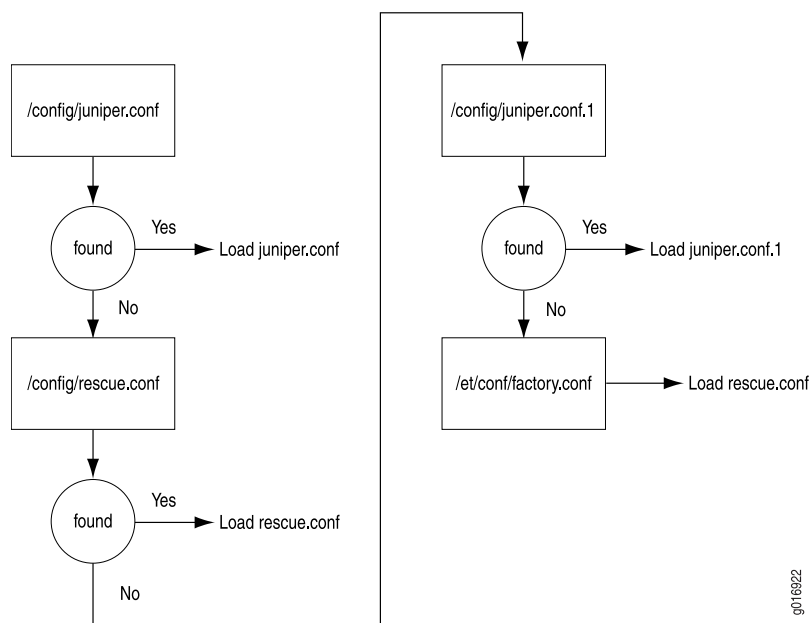 /config/juniper.conf
found
Yes
Load juniper.conf
No
/config/rescue.conf
found
Yes
Load rescue.conf
No
/config/juniper.conf.1
found
Yes
Load juniper.conf.1
No
/et/conf/factory.conf
Load rescue.conf
g016922